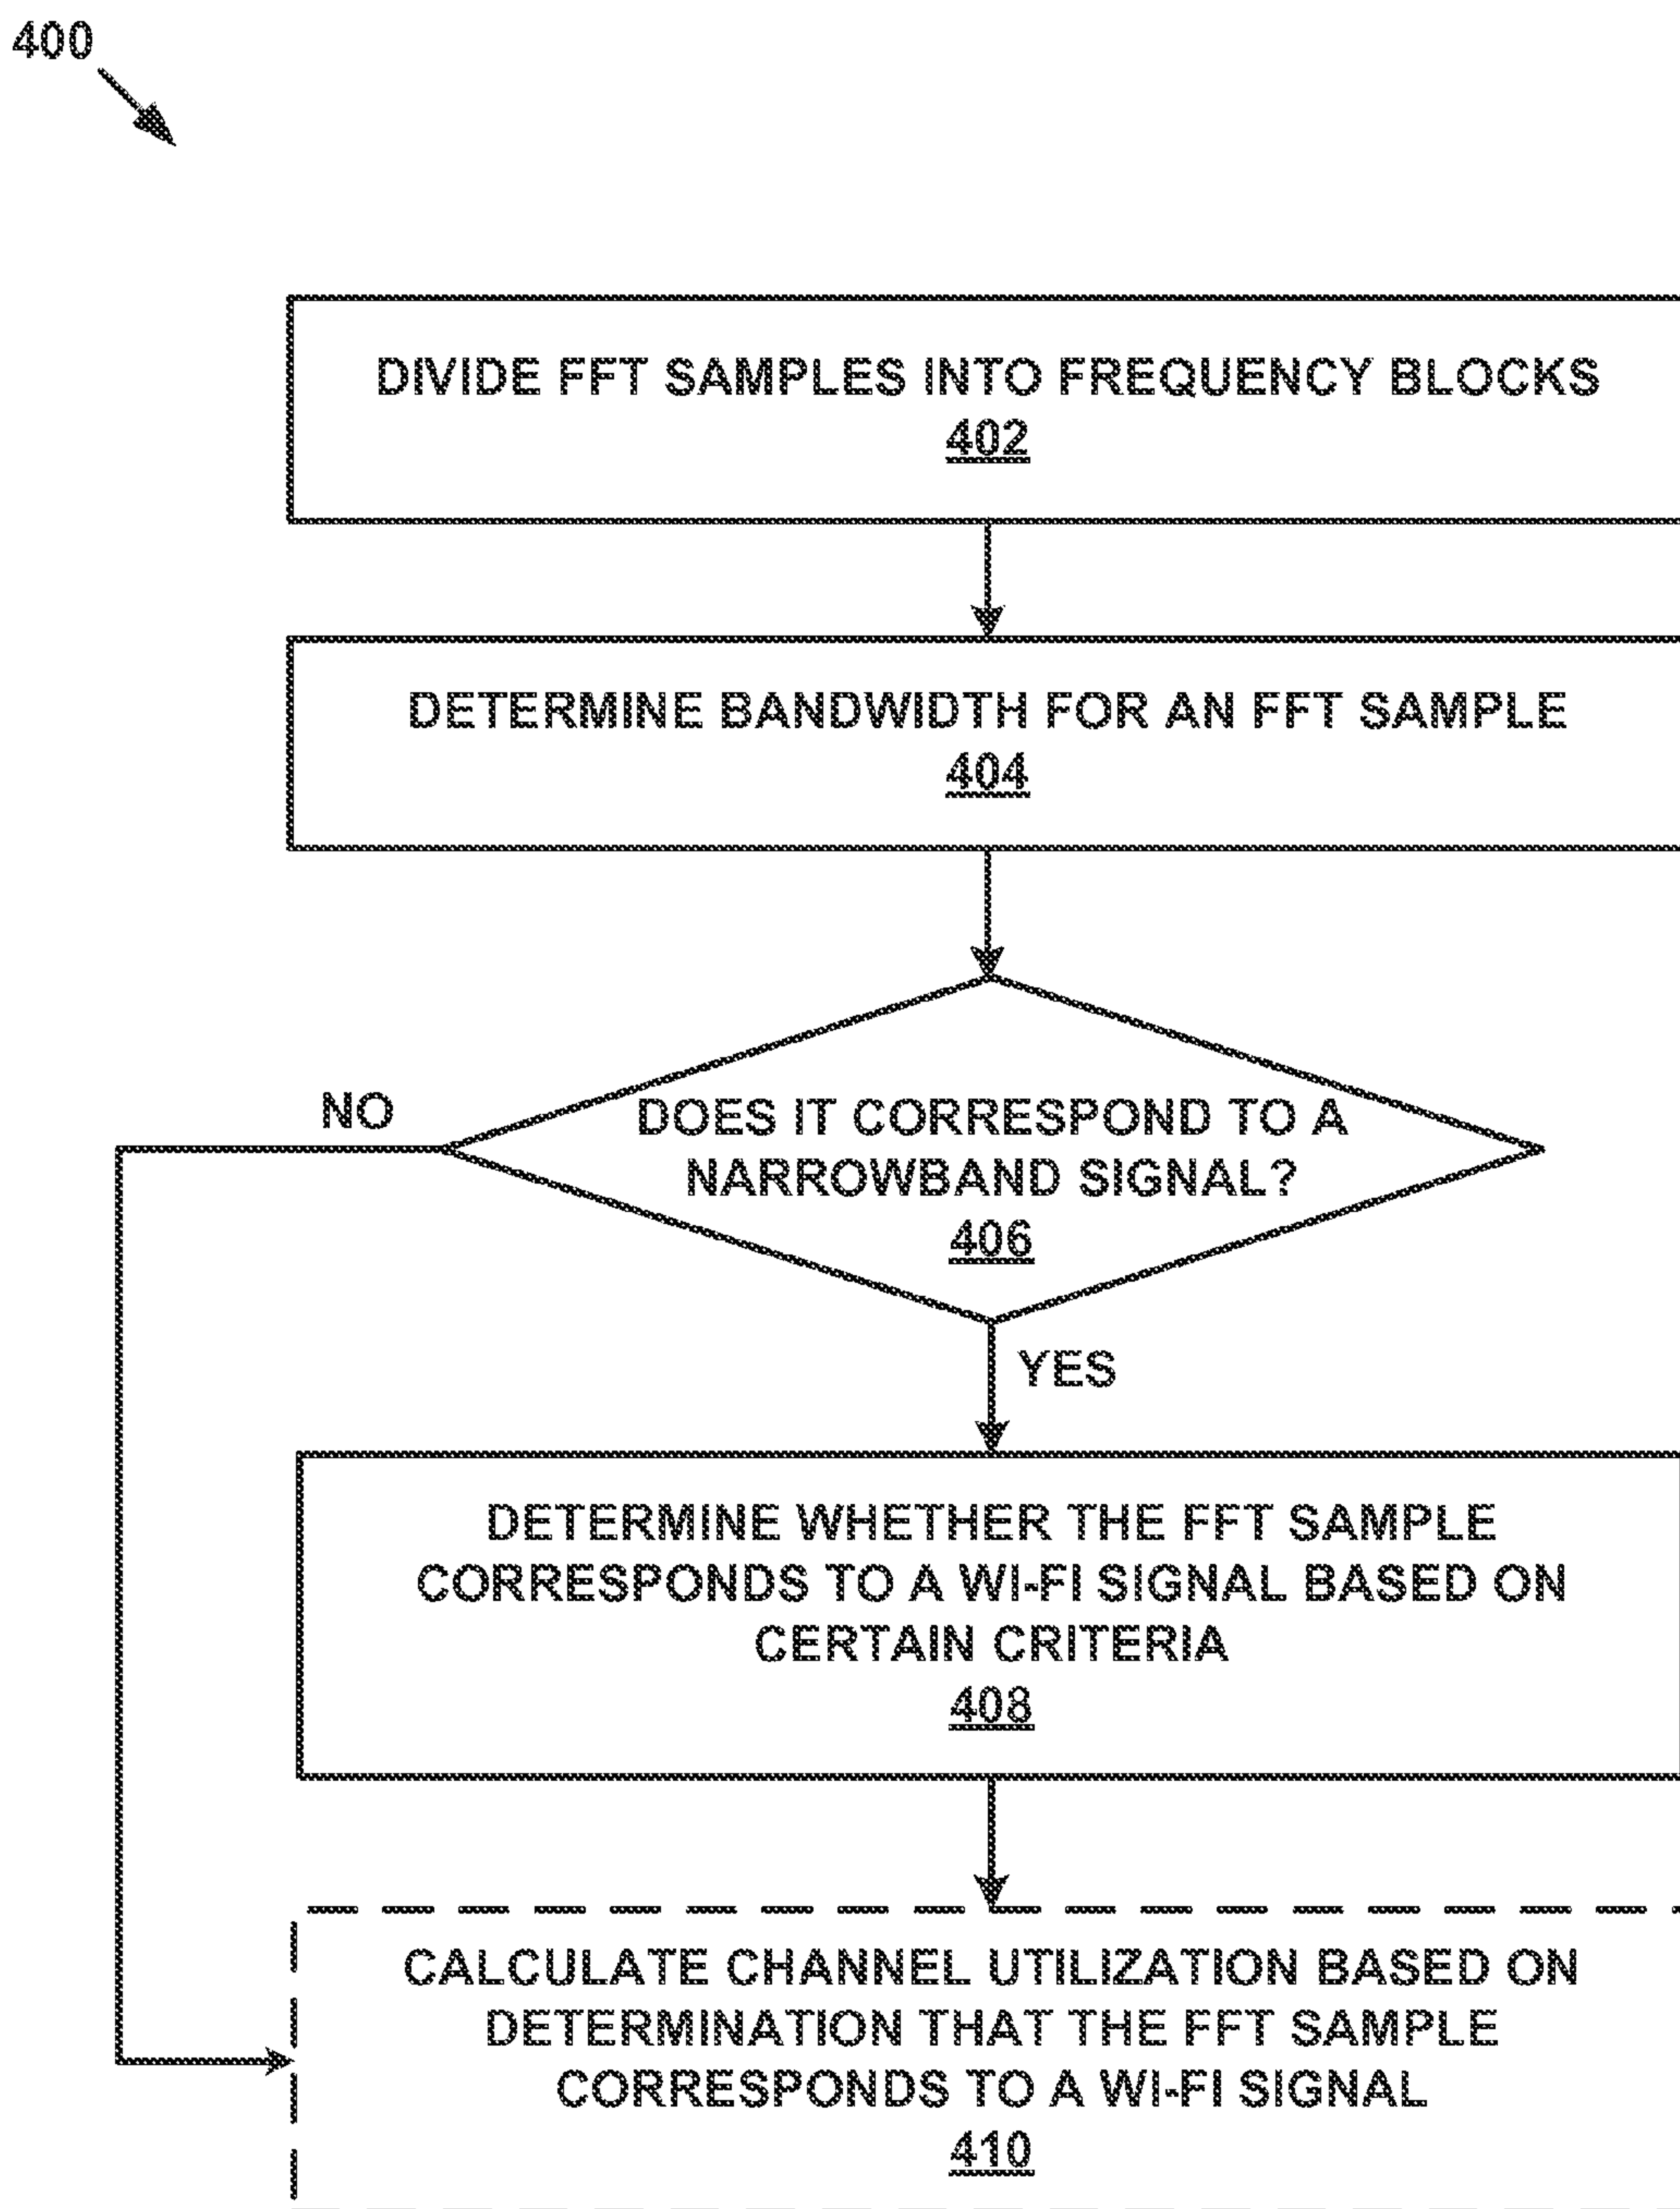 400
DIVIDE FFT SAMPLES INTO FREQUENCY BLOCKS
402
DETERMINE BANDWIDTH FOR AN FFT SAMPLE
404
NO
DOES IT CORRESPOND TO A
NARROWBAND SIGNAL?
406
YES
DETERMINE WHETHER THE FFT SAMPLE
CORRESPONDS TO A WI-FI SIGNAL BASED ON
CERTAIN CRITERIA
408
CALCULATE CHANNEL UTILIZATION BASED ON
DETERMINATION THAT THE FFT SAMPLE
CORRESPONDS TO A WI-FI SIGNAL
410